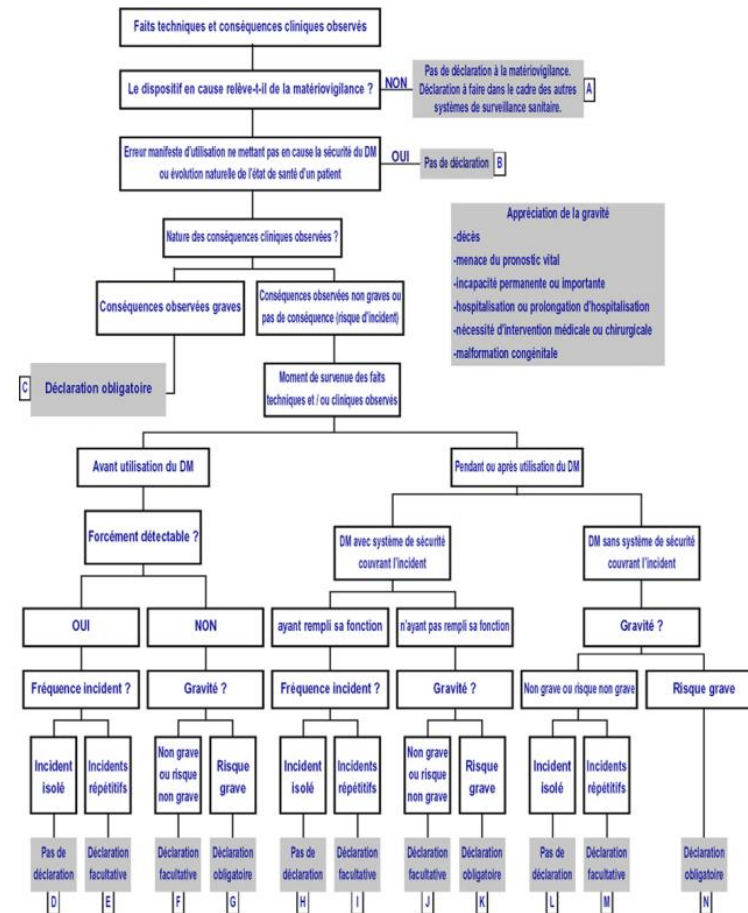 Faits techniques et conséquences cliniques observés
Le dispositif en cause relève-t-il de la matériovigilance ?
NON
Pas de déclaration à la matériovigilance.
Déclaration à faire dans le cadre des autres
systèmes de surveillance sanitaire.
A
Erreur manifeste d'utilisation ne mettant pas en cause la sécurité du DM
ou évolution naturelle de l'état de santé d'un patient
OUI
Pas de déclaration
B
Nature des conséquences cliniques observées ?
Appréciation de la gravité
-décès
-menace du pronostic vital
-incapacité permanente ou importante
-hospitalisation ou prolongation d'hospitalisation
-nécessité d'intervention médicale ou chirurgicale
-malformation congénitale
Conséquences observées graves
Conséquences observées non graves ou
pas de conséquence (risque d'incident)
C
Déclaration obligatoire
Moment de survenue des faits
techniques et / ou cliniques observés
Avant utilisation du DM
Pendant ou après utilisation du DM
Forcément détectable ?
DM avec système de sécurité
couvrant l'incident
DM sans système de sécurité
couvrant l'incident
OUI
NON
ayant rempli sa fonction
n'ayant pas rempli sa fonction
Gravité ?
Fréquence incident ?
Gravité ?
Fréquence incident ?
Gravité ?
Non grave ou risque non grave
Risque grave
Incident
isolé
Incidents
répétitifs
Non grave
ou risque
non grave
Risque
grave
Incident
isolé
Incidents
répétitifs
Non grave
ou risque
non grave
Risque
grave
Incident
isolé
Incidents
répétitifs
Pas de
déclaration
Déclaration
facultative
Déclaration
facultative
Déclaration
obligatoire
Pas de
déclaration
Déclaration
facultative
Déclaration
facultative
Déclaration
obligatoire
Pas de
déclaration
Déclaration
facultative
Déclaration
obligatoire
D
E
F
G
H
I
J
K
L
M
N